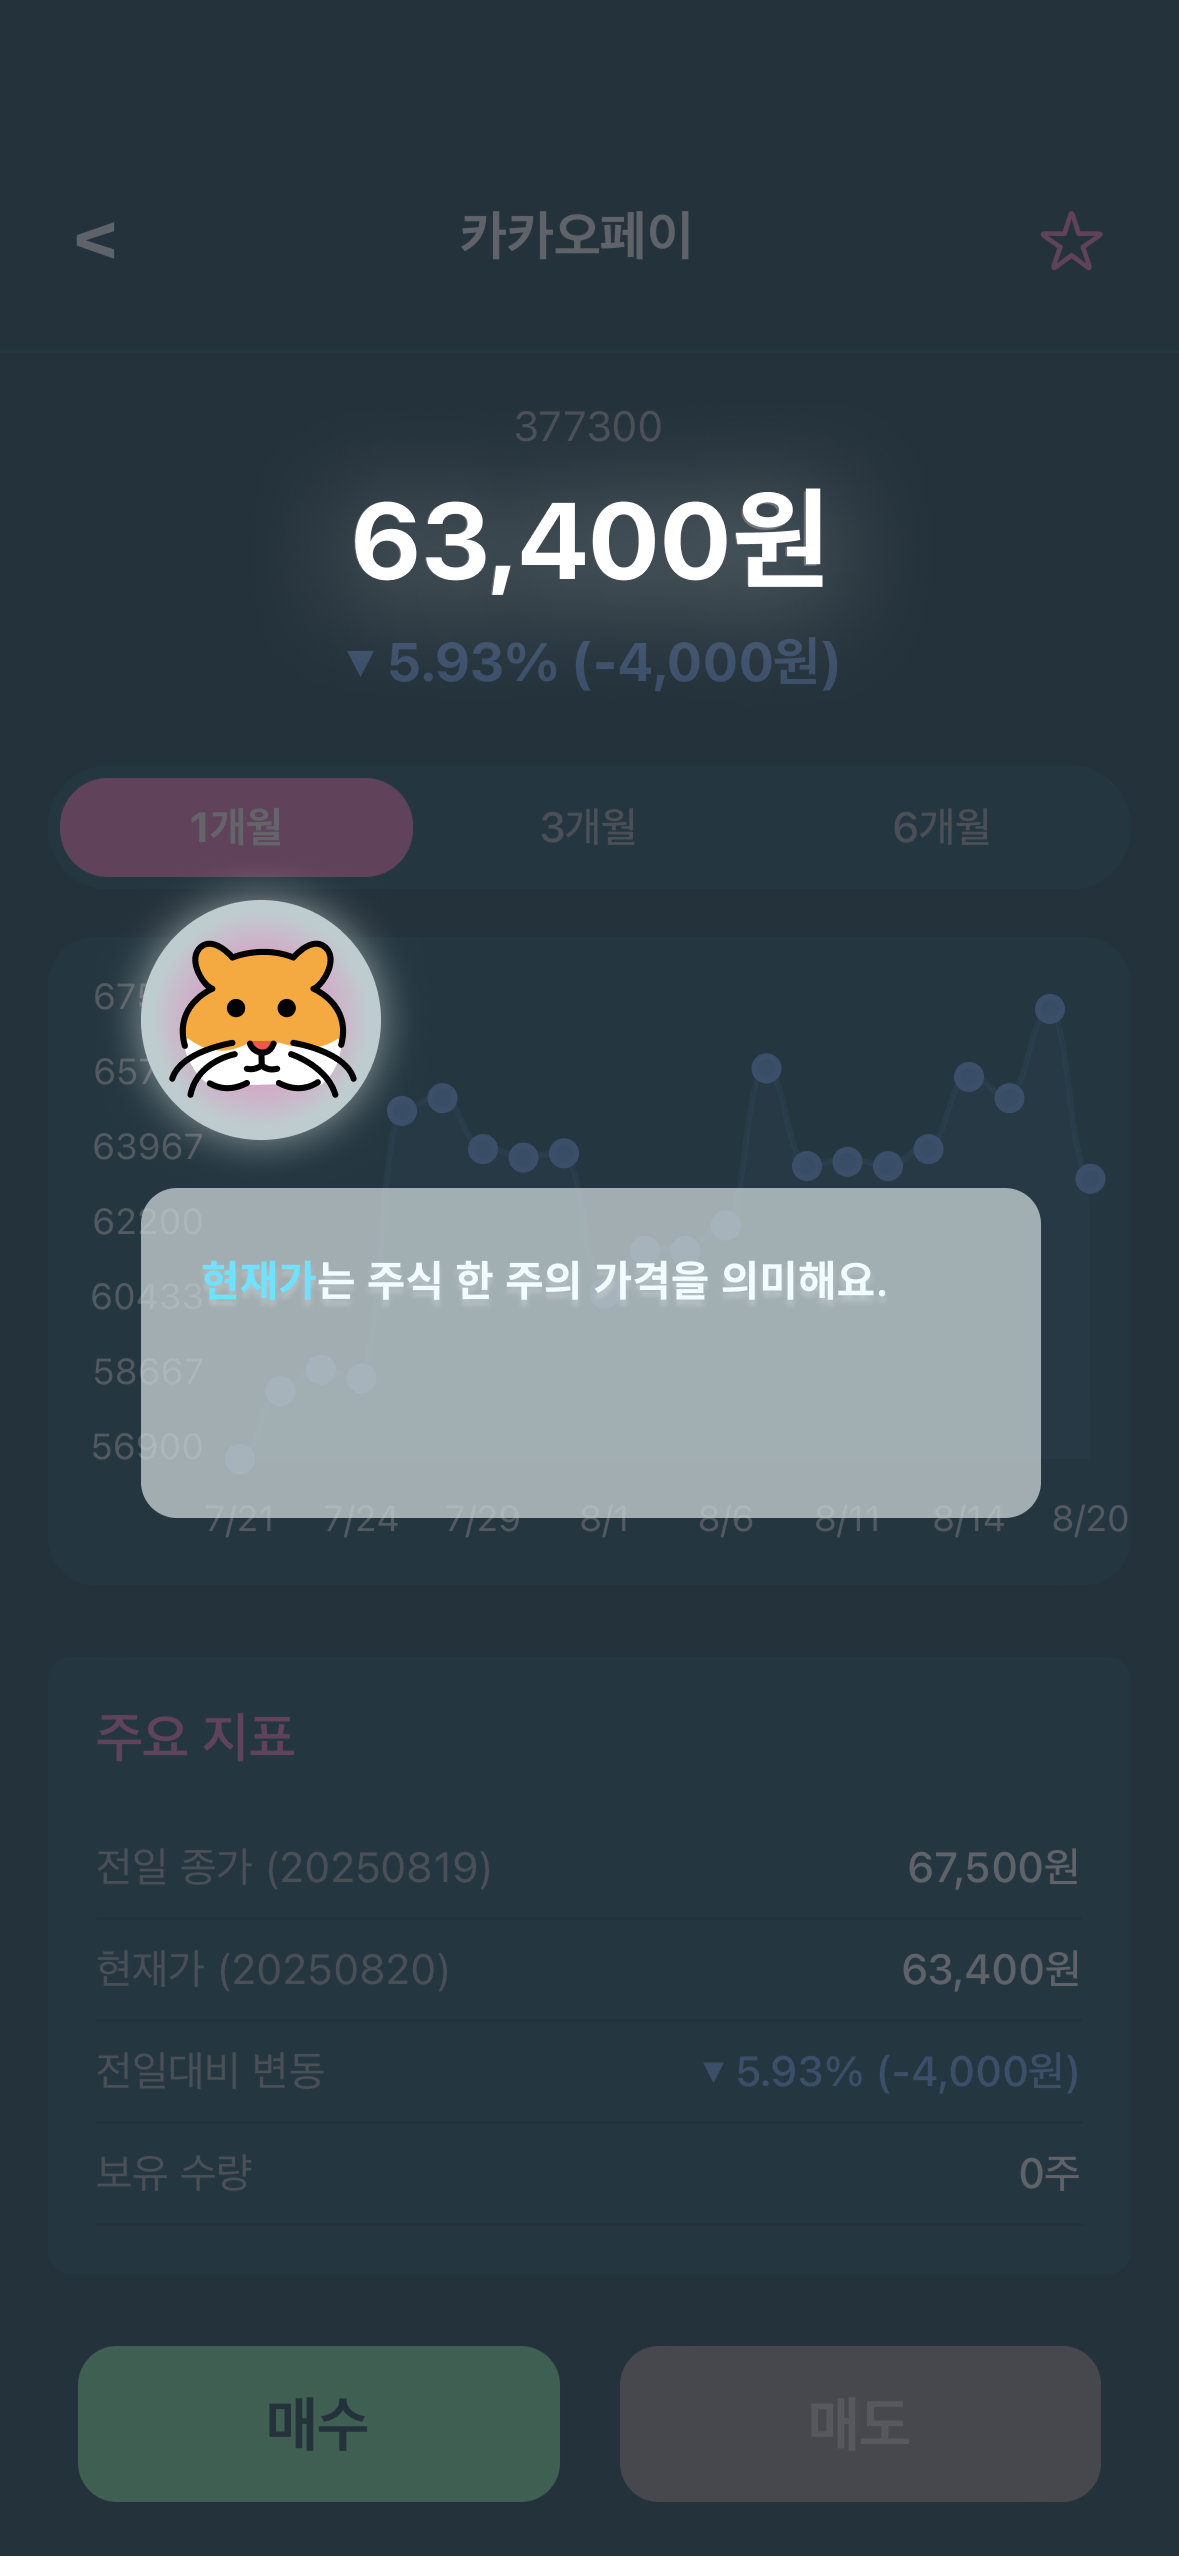 <
카카오페이
377300
63,400원
▼ 5.93% (-4,000원)
1개월 3개월 6개월
63967
62200
60433
58667
56900
7/21 7/24 7/29 8/1 8/6 8/11 8/14 8/20
현재가는 주식 한 주의 가격을 의미해요.
주요 지표
전일 종가 (20250819) 67,500원
현재가 (20250820) 63,400원
전일대비 변동 ▼ 5.93% (-4,000원)
보유 수량 0주
매수 매도